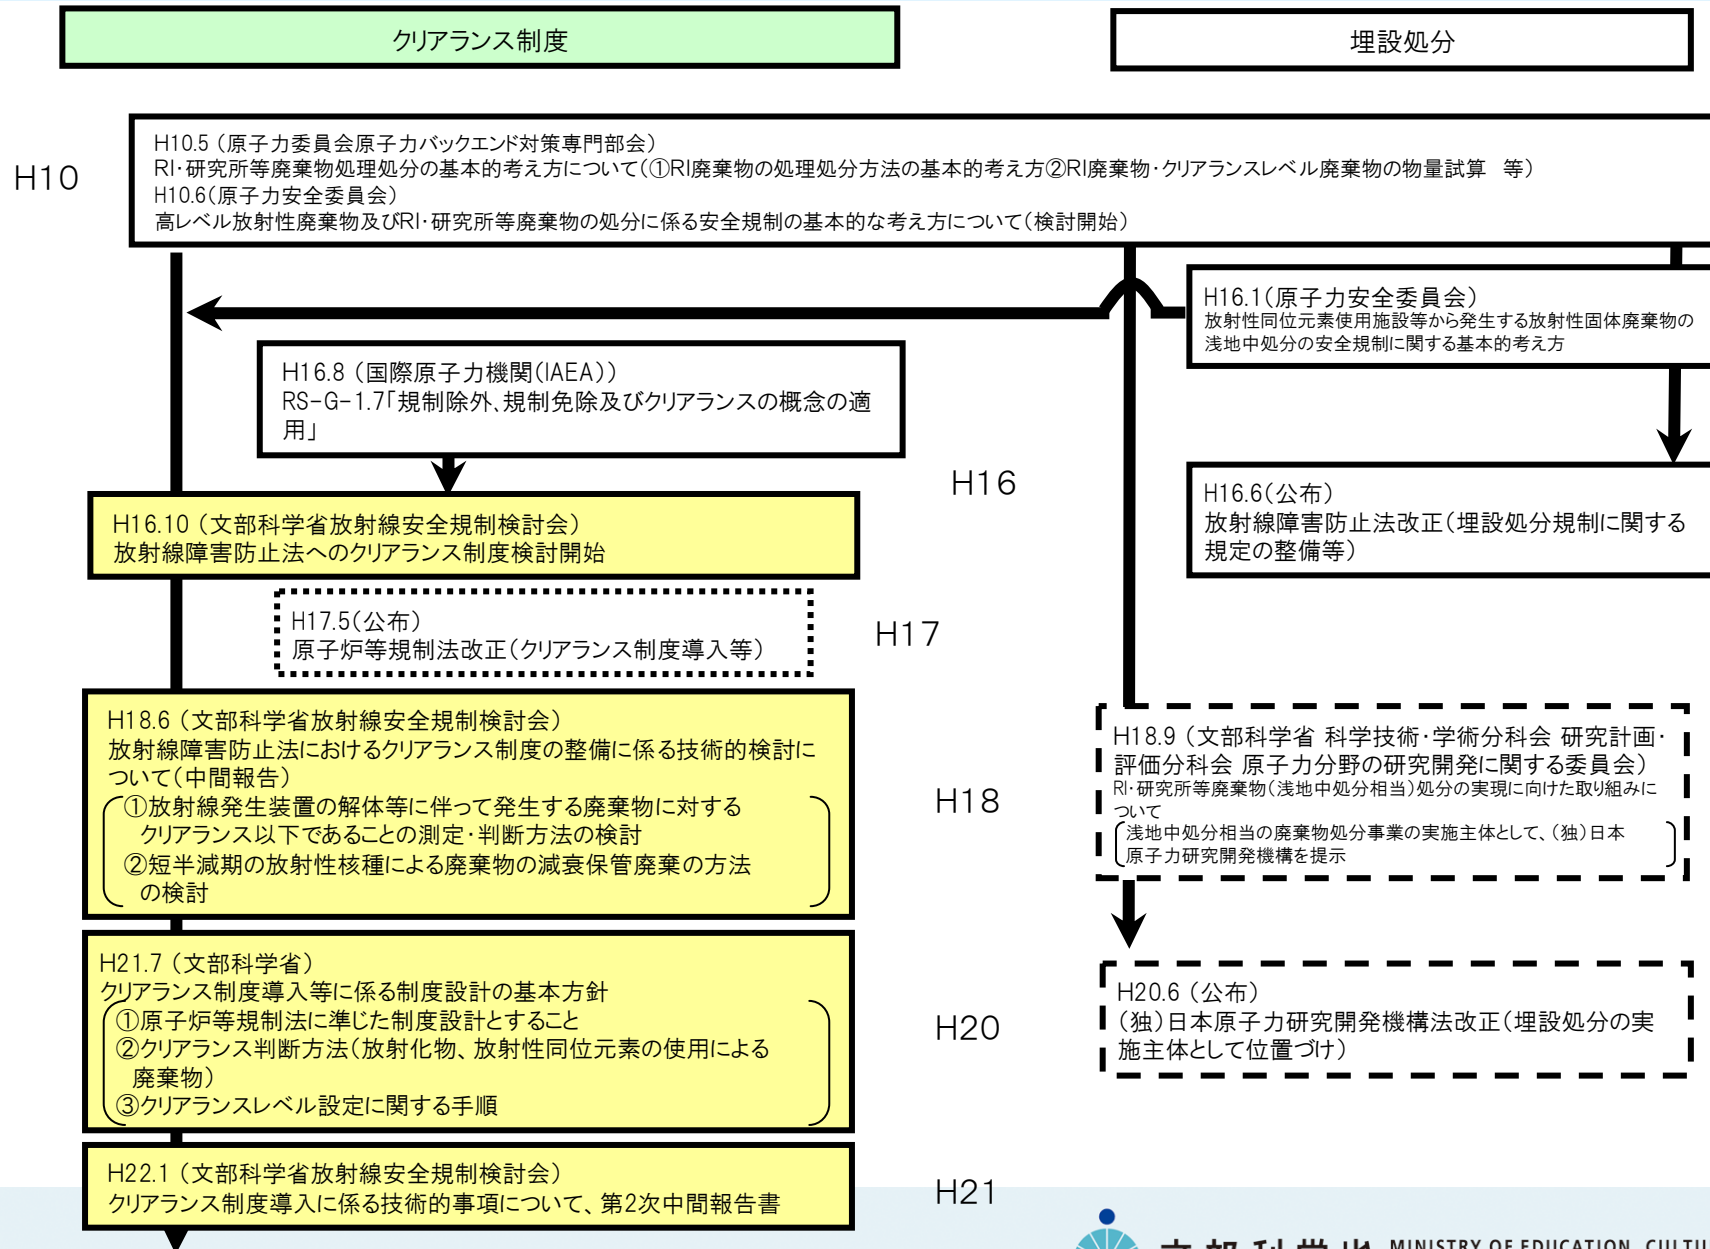 クリアランス制度
埋設処分
H10
H10.5（原子力委員会原子力バックエンド対策専門部会）
RI・研究所等廃棄物処理処分の基本的考え方について（①RI廃棄物の処理処分方法の基本的考え方②RI廃棄物・クリアランスレベル廃棄物の物量試算　等）
H10.6（原子力安全委員会）
高レベル放射性廃棄物及びRI・研究所等廃棄物の処分に係る安全規制の基本的な考え方について（検討開始）
H16.1（原子力安全委員会）
放射性同位元素使用施設等から発生する放射性固体廃棄物の
浅地中処分の安全規制に関する基本的考え方
H16.8（国際原子力機関（IAEA））
RS-G-1.7「規制除外、規制免除及びクリアランスの概念の適
用」
H16
H16.6（公布）
放射線障害防止法改正（埋設処分規制に関する
規定の整備等）
H16.10（文部科学省放射線安全規制検討会）
放射線障害防止法へのクリアランス制度検討開始
H17.5（公布）
原子炉等規制法改正（クリアランス制度導入等）
H17
H18.6（文部科学省放射線安全規制検討会）
放射線障害防止法におけるクリアランス制度の整備に係る技術的検討に
ついて（中間報告）
①放射線発生装置の解体等に伴って発生する廃棄物に対する
クリアランス以下であることの測定・判断方法の検討
②短半減期の放射性核種による廃棄物の減衰保管廃棄の方法
の検討
H18
H18.9（文部科学省 科学技術・学術分科会 研究計画・
評価分科会 原子力分野の研究開発に関する委員会）
RI・研究所等廃棄物（浅地中処分相当）処分の実現に向けた取り組みに
ついて
浅地中処分相当の廃棄物処分事業の実施主体として、（独）日本
原子力研究開発機構を提示
H21.7（文部科学省）
クリアランス制度導入等に係る制度設計の基本方針
①原子炉等規制法に準じた制度設計とすること
②クリアランス判断方法（放射化物、放射性同位元素の使用による
廃棄物）
③クリアランスレベル設定に関する手順
H20
H20.6（公布）
（独）日本原子力研究開発機構法改正（埋設処分の実
施主体として位置づけ）
H22.1（文部科学省放射線安全規制検討会）
クリアランス制度導入に係る技術的事項について、第2次中間報告書
H21
文部科学省 MINISTRY OF EDUCATION, CULTU